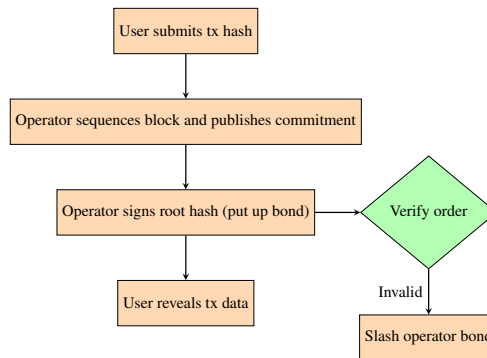 User submits tx hash
Operator sequences block and publishes commitment
Operator signs root hash (put up bond)
Verify order
User reveals tx data
Invalid
Slash operator bond